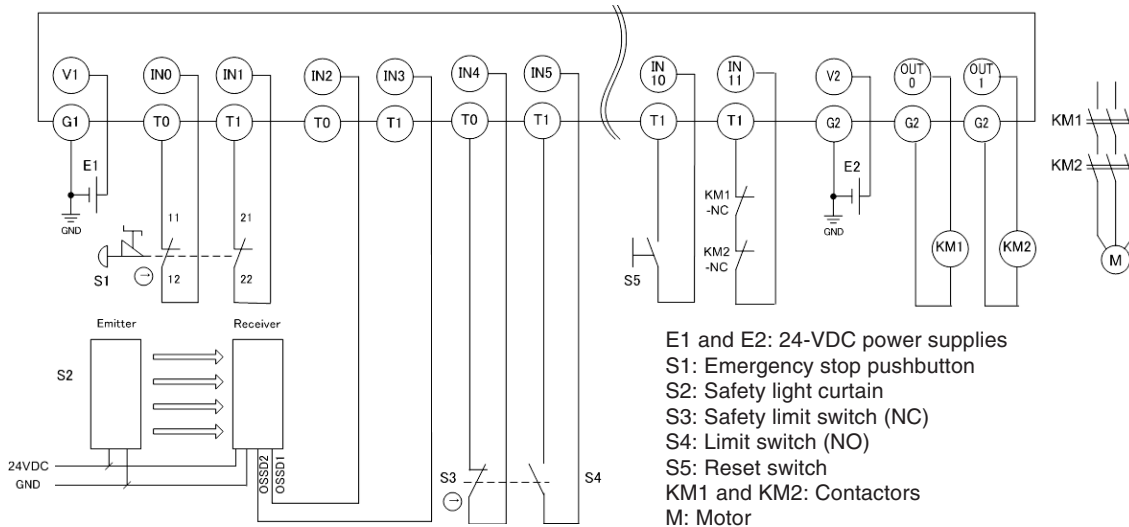 V1 IN0 IN1 IN2 IN3 IN4 IN5 IN 10 IN 11 V2 OUT 0 OUT 1
G1 T0 T1 T0 T1 T0 T1 T1 T1 G2 G2 G2
E1
GND
11 21
S1
12 22
KM1
-NC
KM2
-NC
S5
E2
GND
KM1 KM2
KM1
KM2
M
Emitter Receiver
S2
24VDC
GND
OSSD2
OSSD1
S3 S4
E1 and E2: 24-VDC power supplies
S1: Emergency stop pushbutton
S2: Safety light curtain
S3: Safety limit switch (NC)
S4: Limit switch (NO)
S5: Reset switch
KM1 and KM2: Contactors
M: Motor